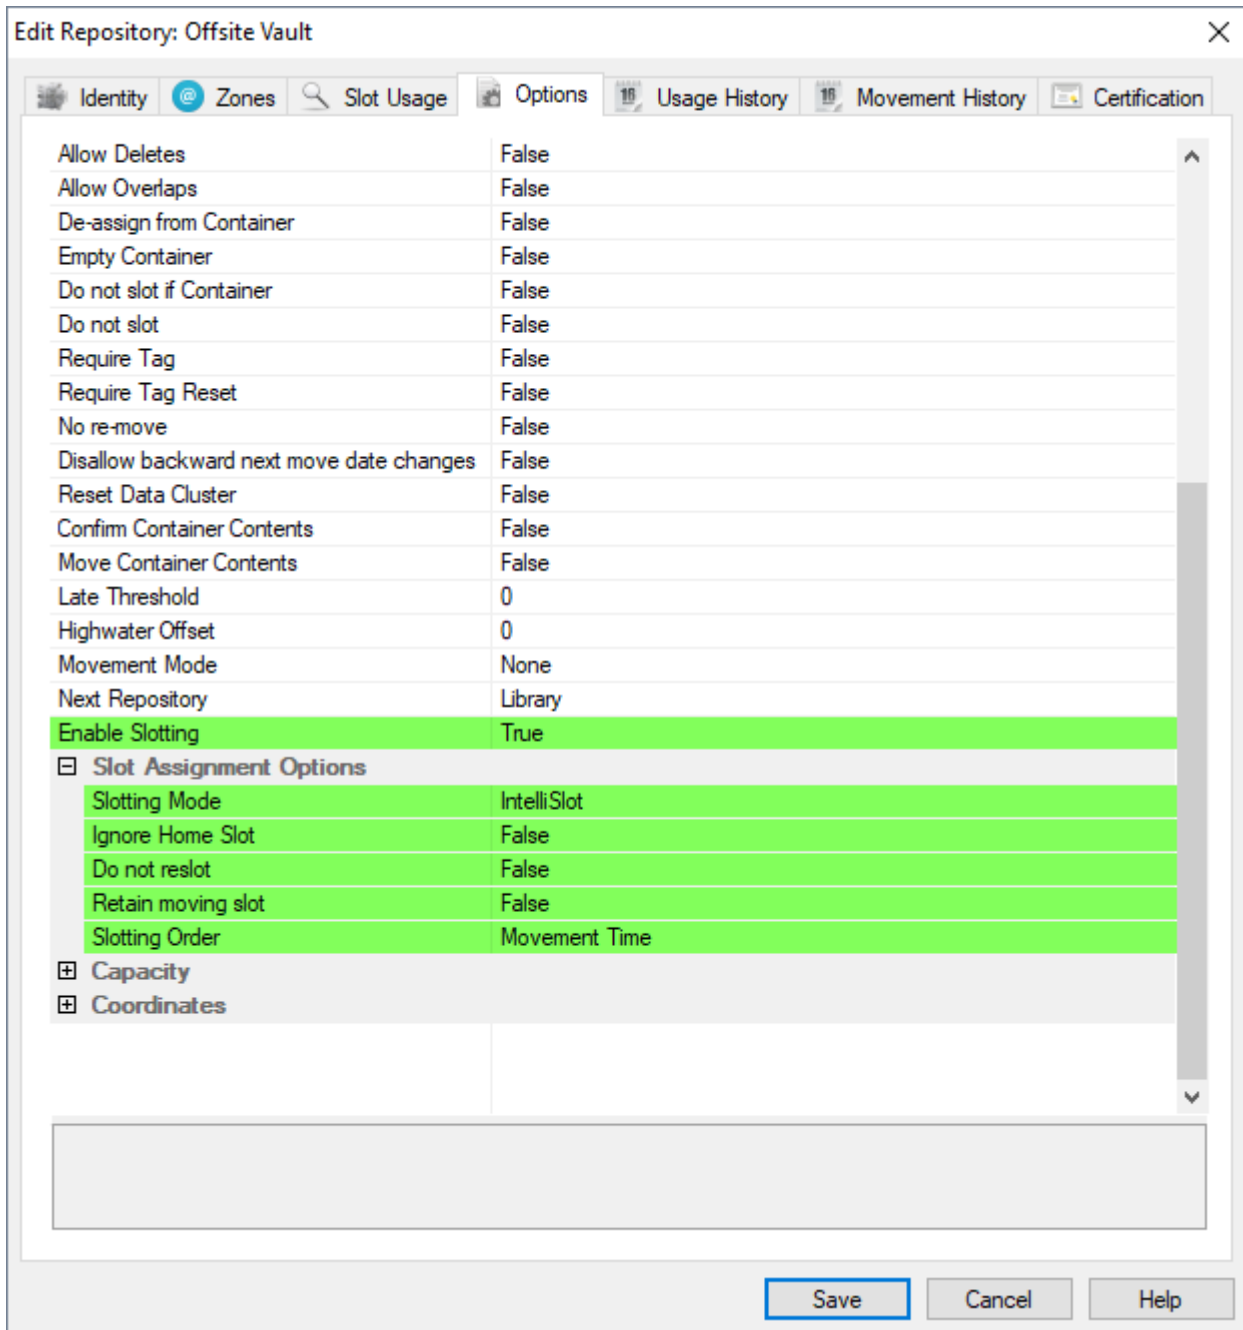 Edit Repository: Offsite Vault
Identity Zones Slot Usage Options 16 Usage History 16 Movement History Certification
Allow Deletes False
Allow Overlaps False
De-assign from Container False
Empty Container False
Do not slot if Container False
Do not slot False
Require Tag False
Require Tag Reset False
No re-move False
Disallow backward next move date changes False
Reset Data Cluster False
Confirm Container Contents False
Move Container Contents False
Late Threshold 0
Highwater Offset 0
Movement Mode None
Next Repository Library
Enable Slotting True
Slot Assignment Options
Slotting Mode IntelliSlot
Ignore Home Slot False
Do not reslot False
Retain moving slot False
Slotting Order Movement Time
Capacity
Coordinates
Save Cancel Help